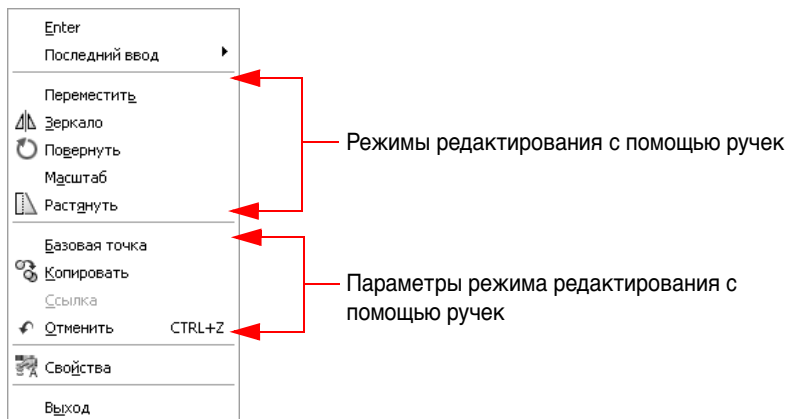 Enter
Последний ввод
Переместить
Зеркало
Повернуть
Масштаб
Растянуть
Режимы редактирования с помощью ручек
Базовая точка
Копировать
Ссылка
Отменить CTRL+Z
Параметры режима редактирования с
помощью ручек
Свойства
Выход